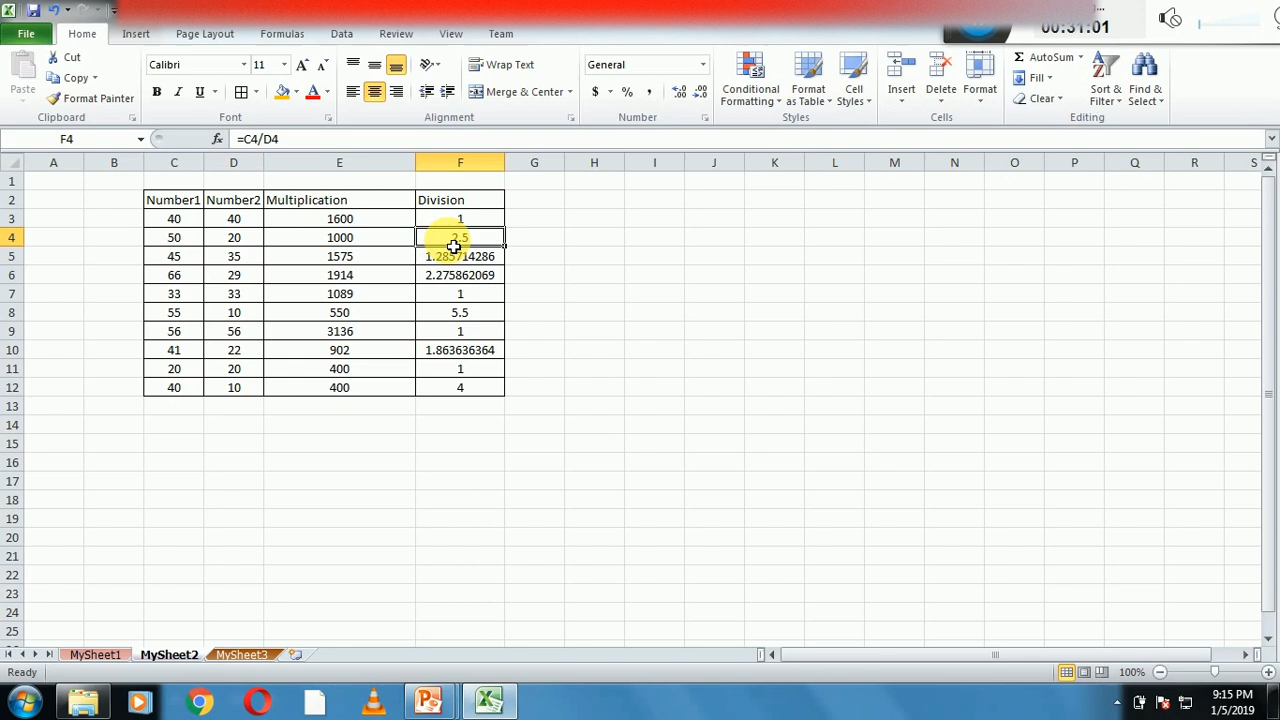 ...
00:31:01
File Home Insert Page Layout Formulas Data Review View Team
Cut
Copy
Format Painter
Paste
Clipboard
Calibri 11
B I U
Font
Wrap Text
Merge & Center
Alignment
General
$ % ,
Number
Conditional Formatting
Format as Table
Cell Styles
Styles
Insert Delete Format
Cells
AutoSum
Fill
Clear
Sort & Filter
Find & Select
Editing
F4 fx =C4/D4
A B C D E F G H I J K L M N O P Q R S
1
2 Number1 Number2 Multiplication Division
3 40 40 1600 1
4 50 20 1000 2.5
5 45 35 1575 1.285714286
6 66 29 1914 2.275862069
7 33 33 1089 1
8 55 10 550 5.5
9 56 56 3136 1
10 41 22 902 1.863636364
11 20 20 400 1
12 40 10 400 4
13
14
15
16
17
18
19
20
21
22
23
24
25
MySheet1 MySheet2 MySheet3
Ready 100%
9:15 PM
1/5/2019